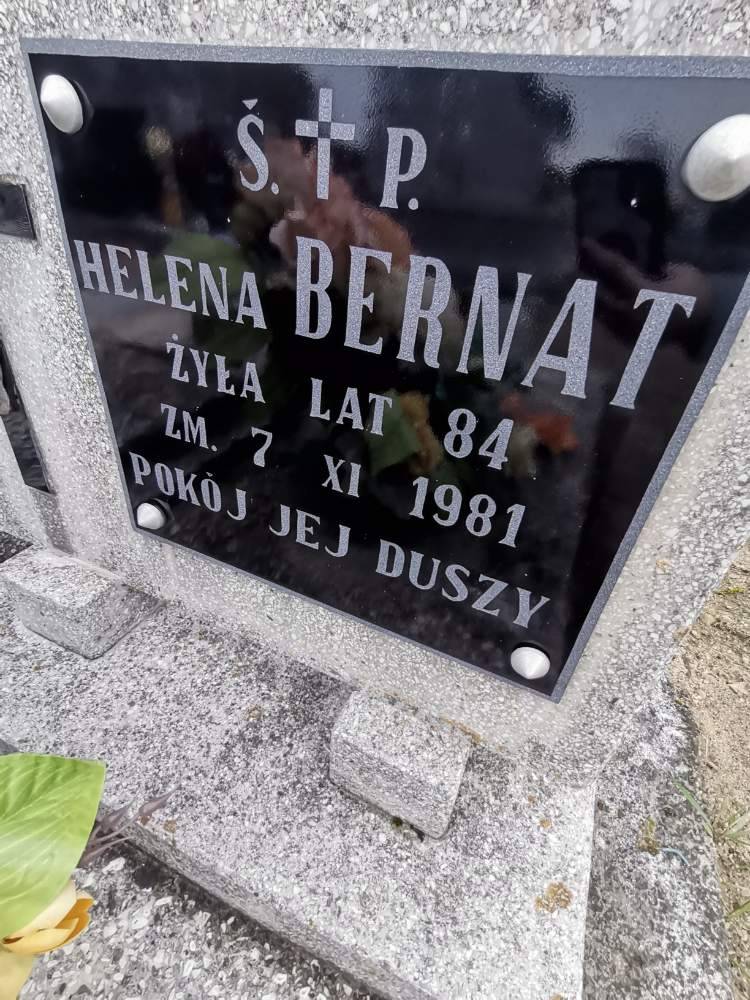 Ś. P.
HELENA BERNAT
ŻYŁA LAT 84
ZM. 7 XI 1981
POKÓJ JEJ DUSZY